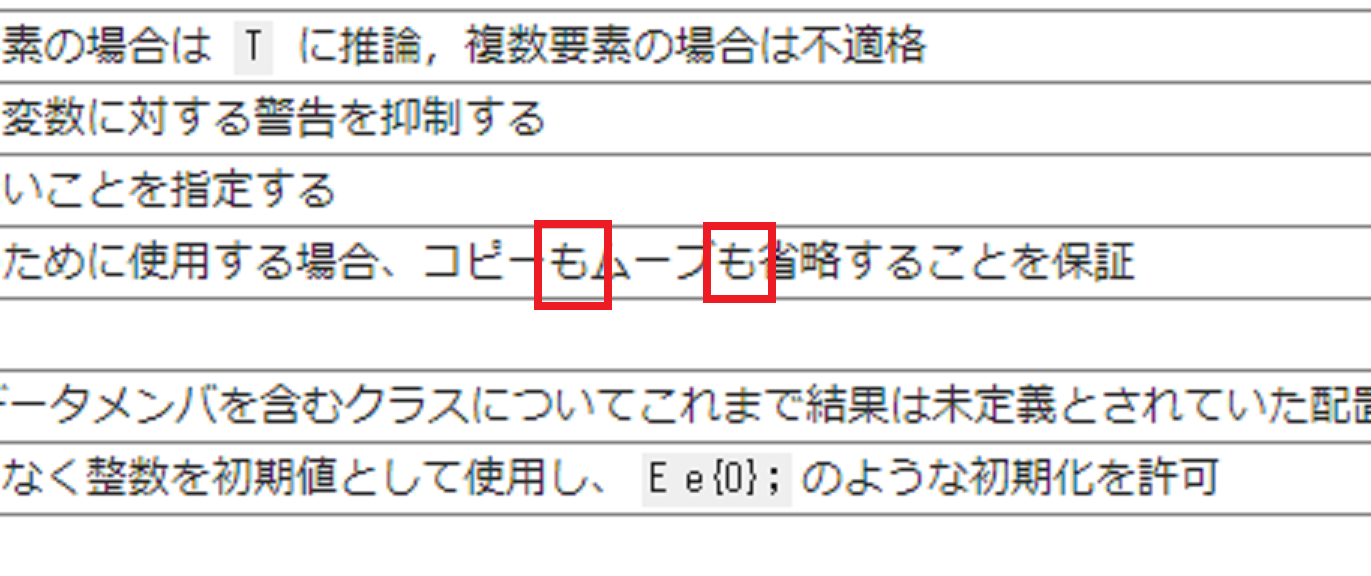 素の場合は T に推論，複数要素の場合は不適格
変数に対する警告を抑制する
いことを指定する
ために使用する場合、コピーもムーブも省略することを保証
データメンバを含むクラスについてこれまで結果は未定義とされていた配置
なく整数を初期値として使用し、 E e{0}; のような初期化を許可